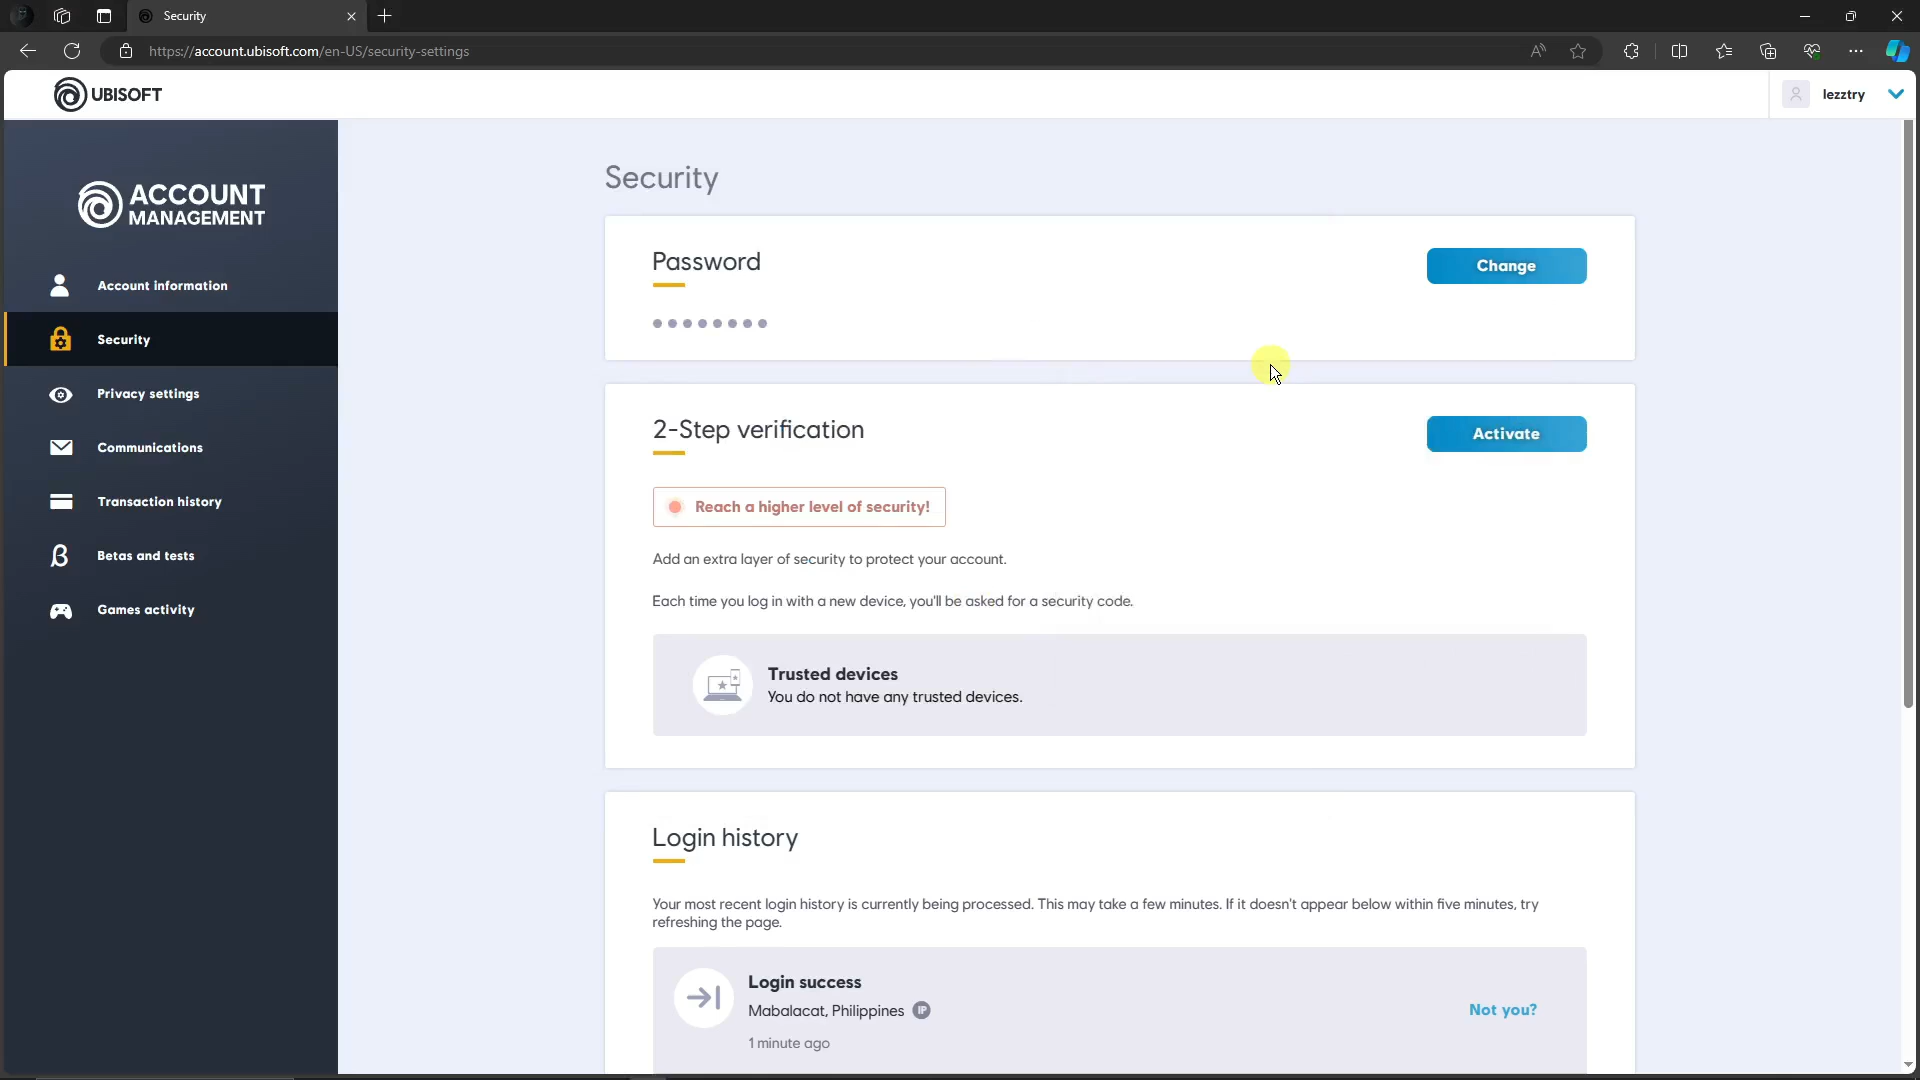 Security
https://account.ubisoft.com/en-US/security-settings
UBISOFT
lezztry
ACCOUNT
MANAGEMENT
Account information
Security
Privacy settings
Communications
Transaction history
Betas and tests
Games activity
Security
Password
Change
2-Step verification
Activate
Reach a higher level of security!
Add an extra layer of security to protect your account.
Each time you log in with a new device, you'll be asked for a security code.
Trusted devices
You do not have any trusted devices.
Login history
Your most recent login history is currently being processed. This may take a few minutes. If it doesn't appear below within five minutes, try
refreshing the page.
Login success
Mabalacat, Philippines IP
Not you?
1 minute ago